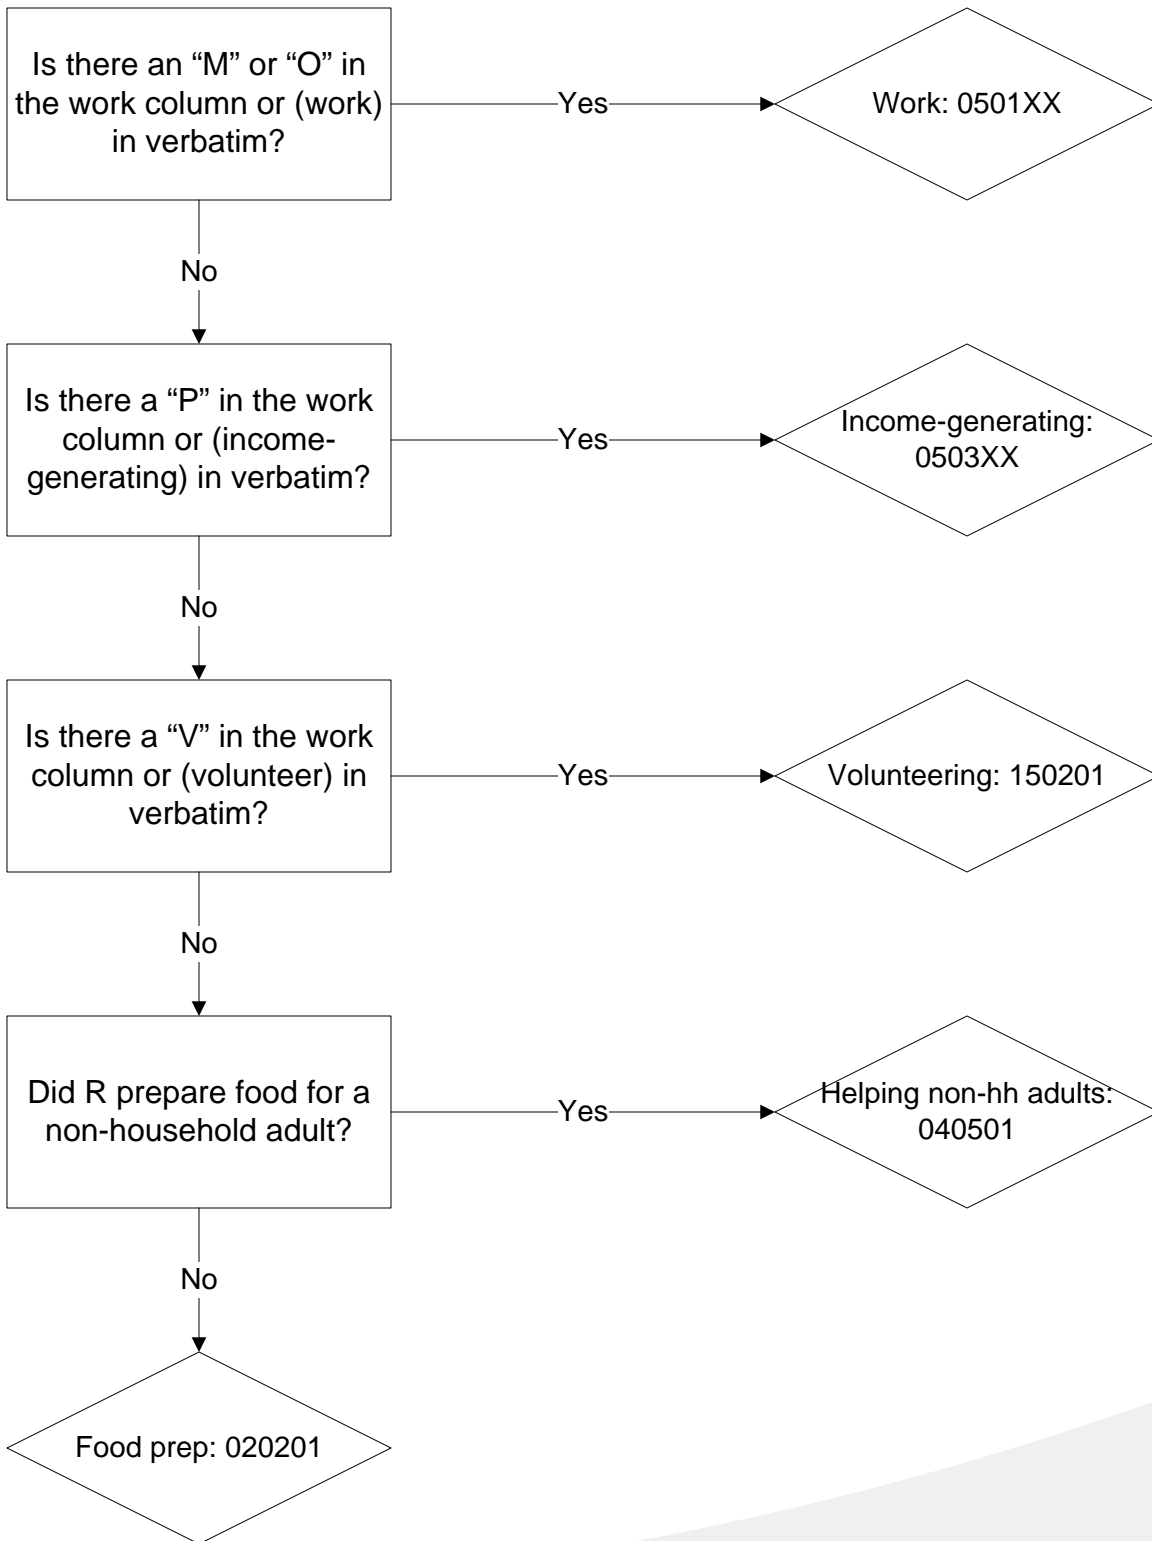 Is there an “M” or “O” in
the work column or (work)
in verbatim?
Yes
Work: 0501XX
No
Is there a “P” in the work
column or (income-
generating) in verbatim?
Yes
Income-generating:
0503XX
No
Is there a “V” in the work
column or (volunteer) in
verbatim?
Yes
Volunteering: 150201
No
Did R prepare food for a
non-household adult?
Yes
Helping non-hh adults:
040501
No
Food prep: 020201